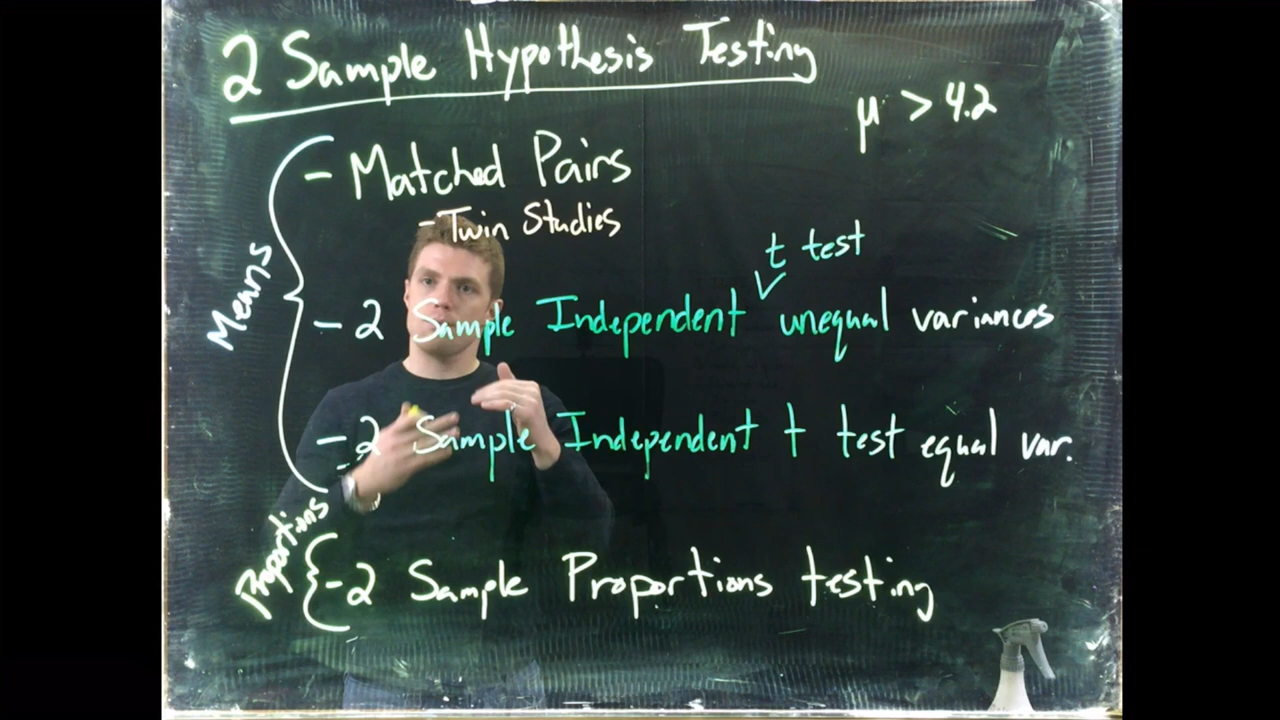 2 Sample Hypothesis Testing
μ > 4.2
- Matched Pairs
- Twin Studies
Means
t test
- 2 Sample Independent ✓ unequal variances
- 2 Sample Independent t test equal var.
Proportions
- 2 Sample Proportions testing